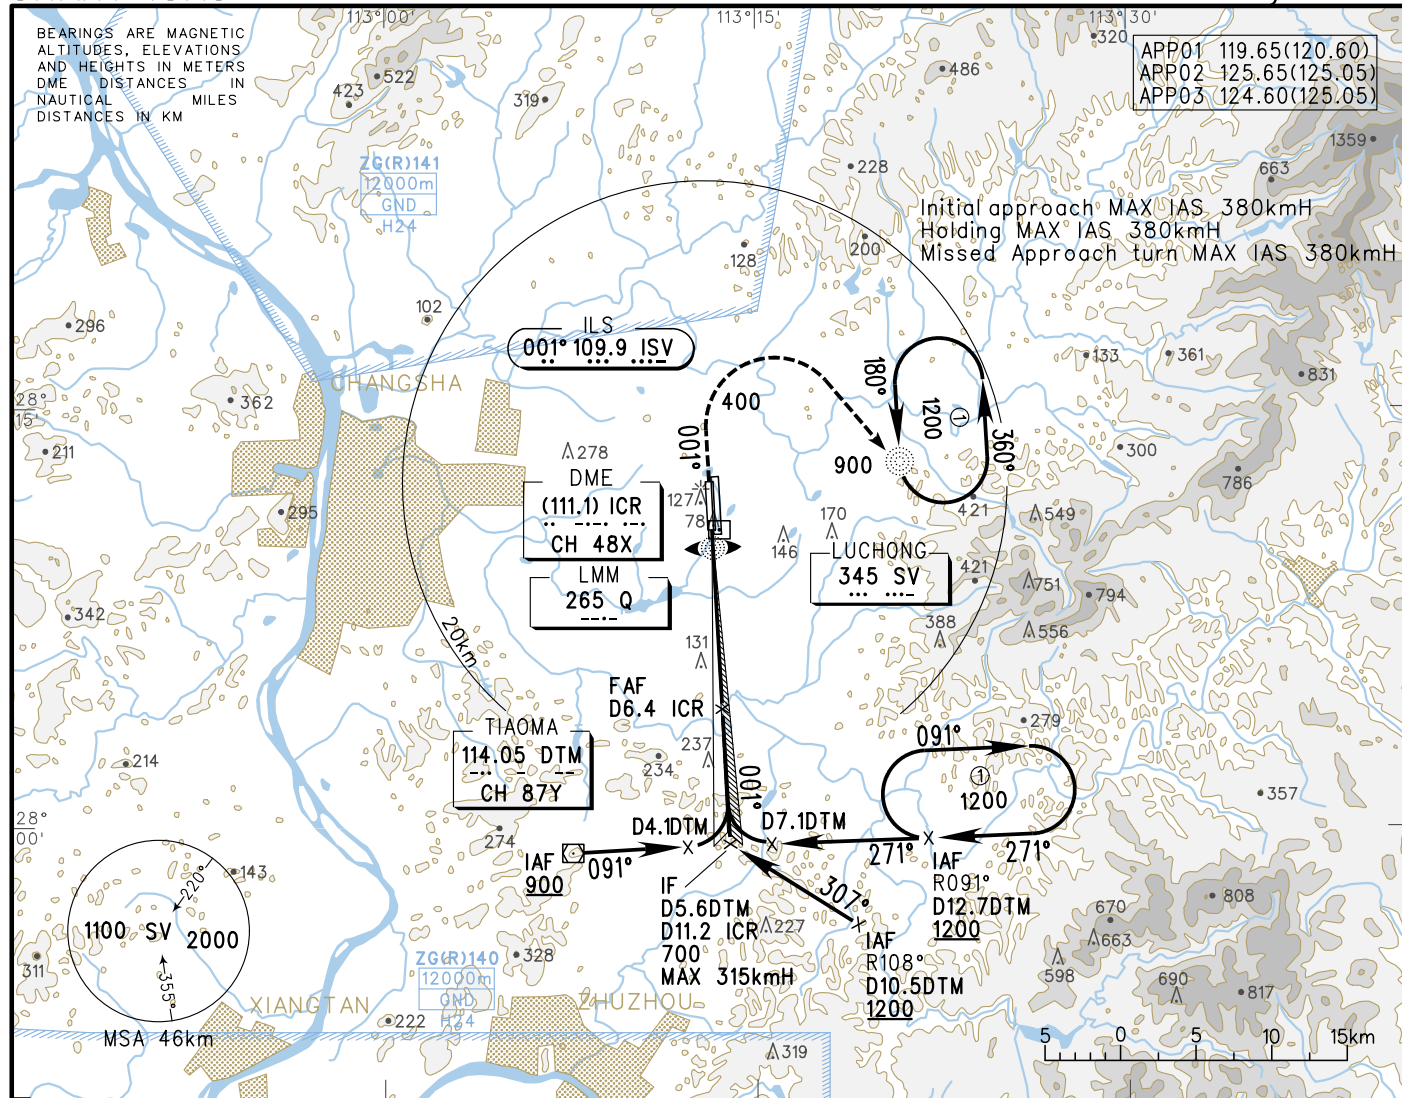 113°00'
113°15'
113°30'
BEARINGS ARE MAGNETIC
ALTITUDES, ELEVATIONS
AND HEIGHTS IN METERS
DME DISTANCES IN
NAUTICAL MILES
DISTANCES IN KM
APP01 119.65(120.60)
APP02 125.65(125.05)
APP03 124.60(125.05)
320
522
423
319
486
1359
663
228
ZG(R)141
12000m
GND
H24
Initial approach MAX IAS 380kmH
Holding MAX IAS 380kmH
Missed Approach turn MAX IAS 380kmH
200
128
102
296
ILS
001° 109.9 ISV
133
361
831
CHANGSHA
180°
1200
1
360°
400
362
28°
15'
211
001°
900
300
786
278
DME
(111.1) ICR
CH 48X
127
78
295
421
549
170
146
LUCHONG
345 SV
421
751
794
LMM
265 Q
342
388
556
131
20km
FAF
D6.4 ICR
279
TIAOMA
114.05 DTM
CH 87Y
237
234
214
091°
1
1200
357
001°
28°
00'
274
D4.1DTM
D7.1DTM
271°
271°
IAF
900
091°
IAF
R091°
D12.7DTM
1200
307°
IF
D5.6DTM
D11.2 ICR
700
MAX 315kmH
227
143
220°
1100 SV 2000
355°
MSA 46km
311
808
670
663
598
690
817
IAF
R108°
D10.5DTM
1200
328
ZG(R)140
12000m
GND
H24
XIANGTAN
ZHUZHOU
222
319
5 0 5 10 15km